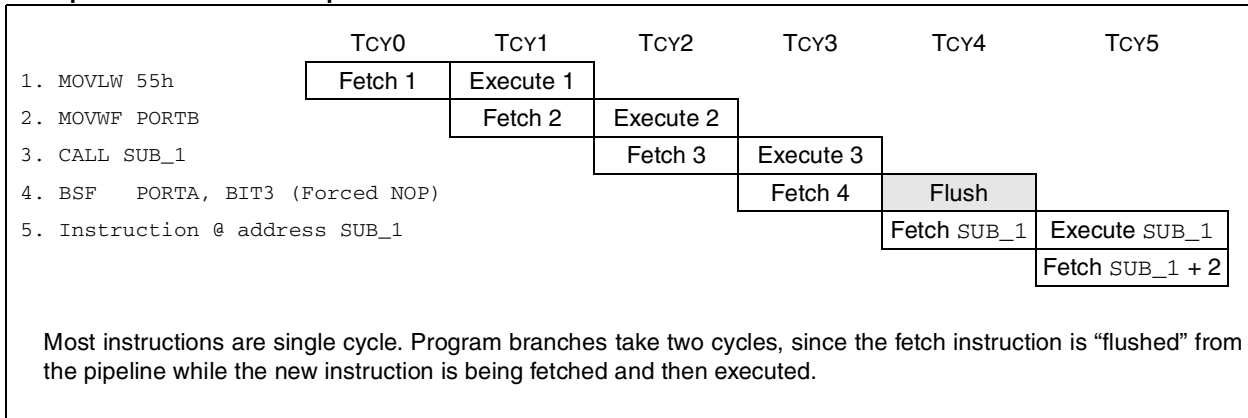 TCY0 TCY1 TCY2 TCY3 TCY4 TCY5
1. MOVLW 55h Fetch 1 Execute 1
2. MOVWF PORTB Fetch 2 Execute 2
3. CALL SUB_1 Fetch 3 Execute 3
4. BSF PORTA, BIT3 (Forced NOP) Fetch 4 Flush
5. Instruction @ address SUB_1 Fetch SUB_1 Execute SUB_1
Fetch SUB_1 + 2
Most instructions are single cycle. Program branches take two cycles, since the fetch instruction is “flushed” from
the pipeline while the new instruction is being fetched and then executed.